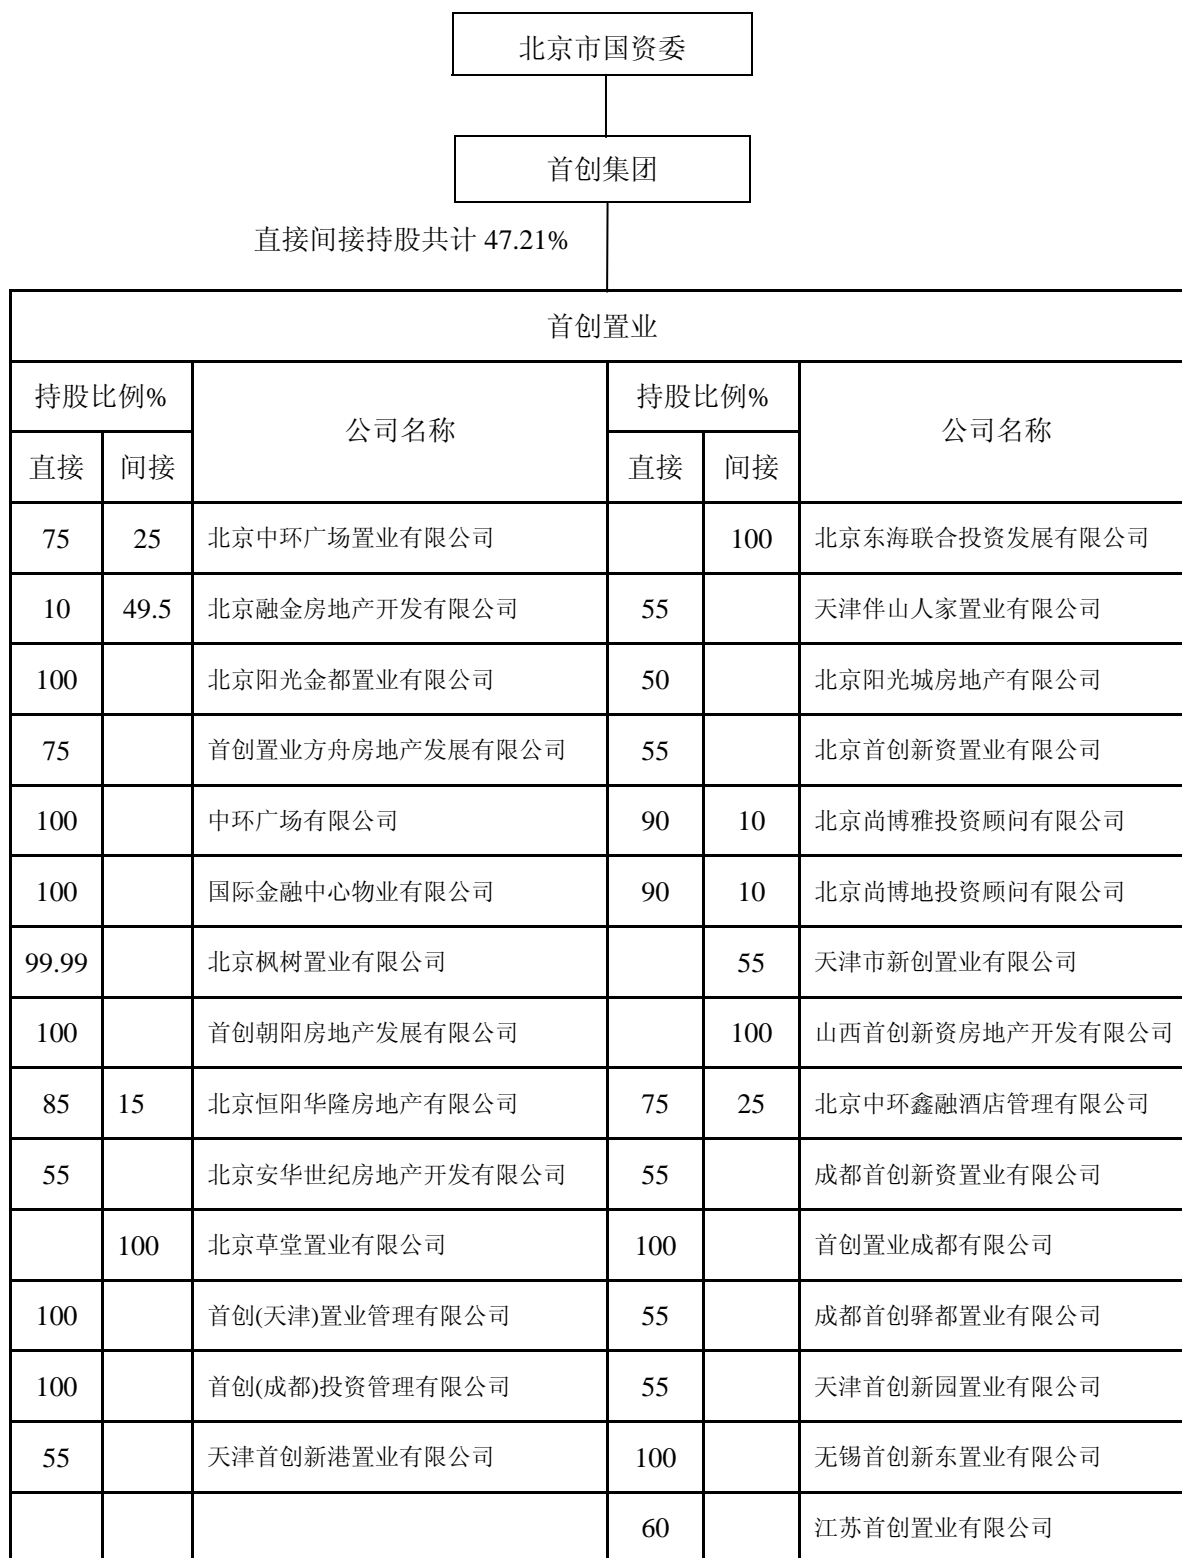 北京市国资委
首创集团
直接间接持股共计 47.21%
首创置业
持股比例% 公司名称 持股比例% 公司名称
直接 间接 直接 间接
75 25 北京中环广场置业有限公司 100 北京东海联合投资发展有限公司
10 49.5 北京融金房地产开发有限公司 55 天津伴山人家置业有限公司
100 北京阳光金都置业有限公司 50 北京阳光城房地产有限公司
75 首创置业方舟房地产发展有限公司 55 北京首创新资置业有限公司
100 中环广场有限公司 90 10 北京尚博雅投资顾问有限公司
100 国际金融中心物业有限公司 90 10 北京尚博地投资顾问有限公司
99.99 北京枫树置业有限公司 55 天津市新创置业有限公司
100 首创朝阳房地产发展有限公司 100 山西首创新资房地产开发有限公司
85 15 北京恒阳华隆房地产有限公司 75 25 北京中环鑫融酒店管理有限公司
55 北京安华世纪房地产开发有限公司 55 成都首创新资置业有限公司
100 北京草堂置业有限公司 100 首创置业成都有限公司
100 首创(天津)置业管理有限公司 55 成都首创驿都置业有限公司
100 首创(成都)投资管理有限公司 55 天津首创新园置业有限公司
55 天津首创新港置业有限公司 100 无锡首创新东置业有限公司
60 江苏首创置业有限公司